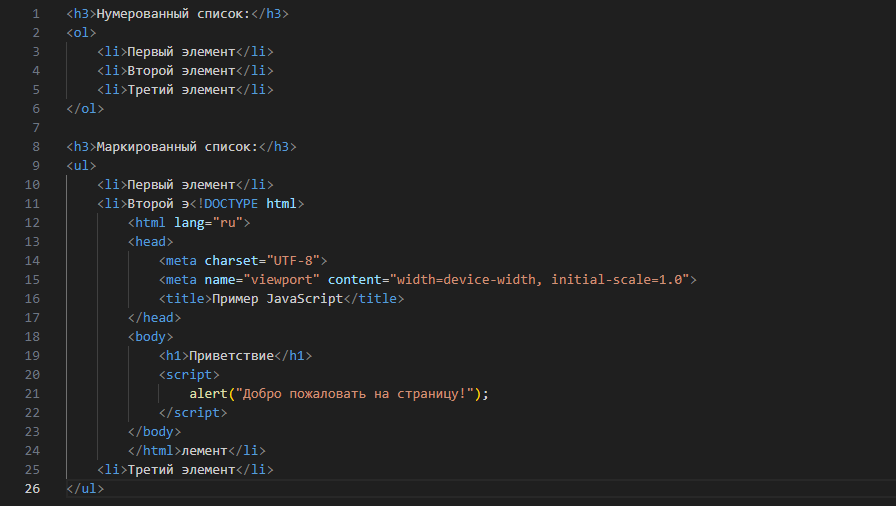 1 <h3>Нумерованный список:</h3>
2 <ol>
3     <li>Первый элемент</li>
4     <li>Второй элемент</li>
5     <li>Третий элемент</li>
6 </ol>
7
8 <h3>Маркированный список:</h3>
9 <ul>
10     <li>Первый элемент</li>
11     <li>Второй э<!DOCTYPE html>
12         <html lang="ru">
13         <head>
14             <meta charset="UTF-8">
15             <meta name="viewport" content="width=device-width, initial-scale=1.0">
16             <title>Пример JavaScript</title>
17         </head>
18         <body>
19             <h1>Приветствие</h1>
20             <script>
21                 alert("Добро пожаловать на страницу!");
22             </script>
23         </body>
24         </html>лемент</li>
25     <li>Третий элемент</li>
26 </ul>